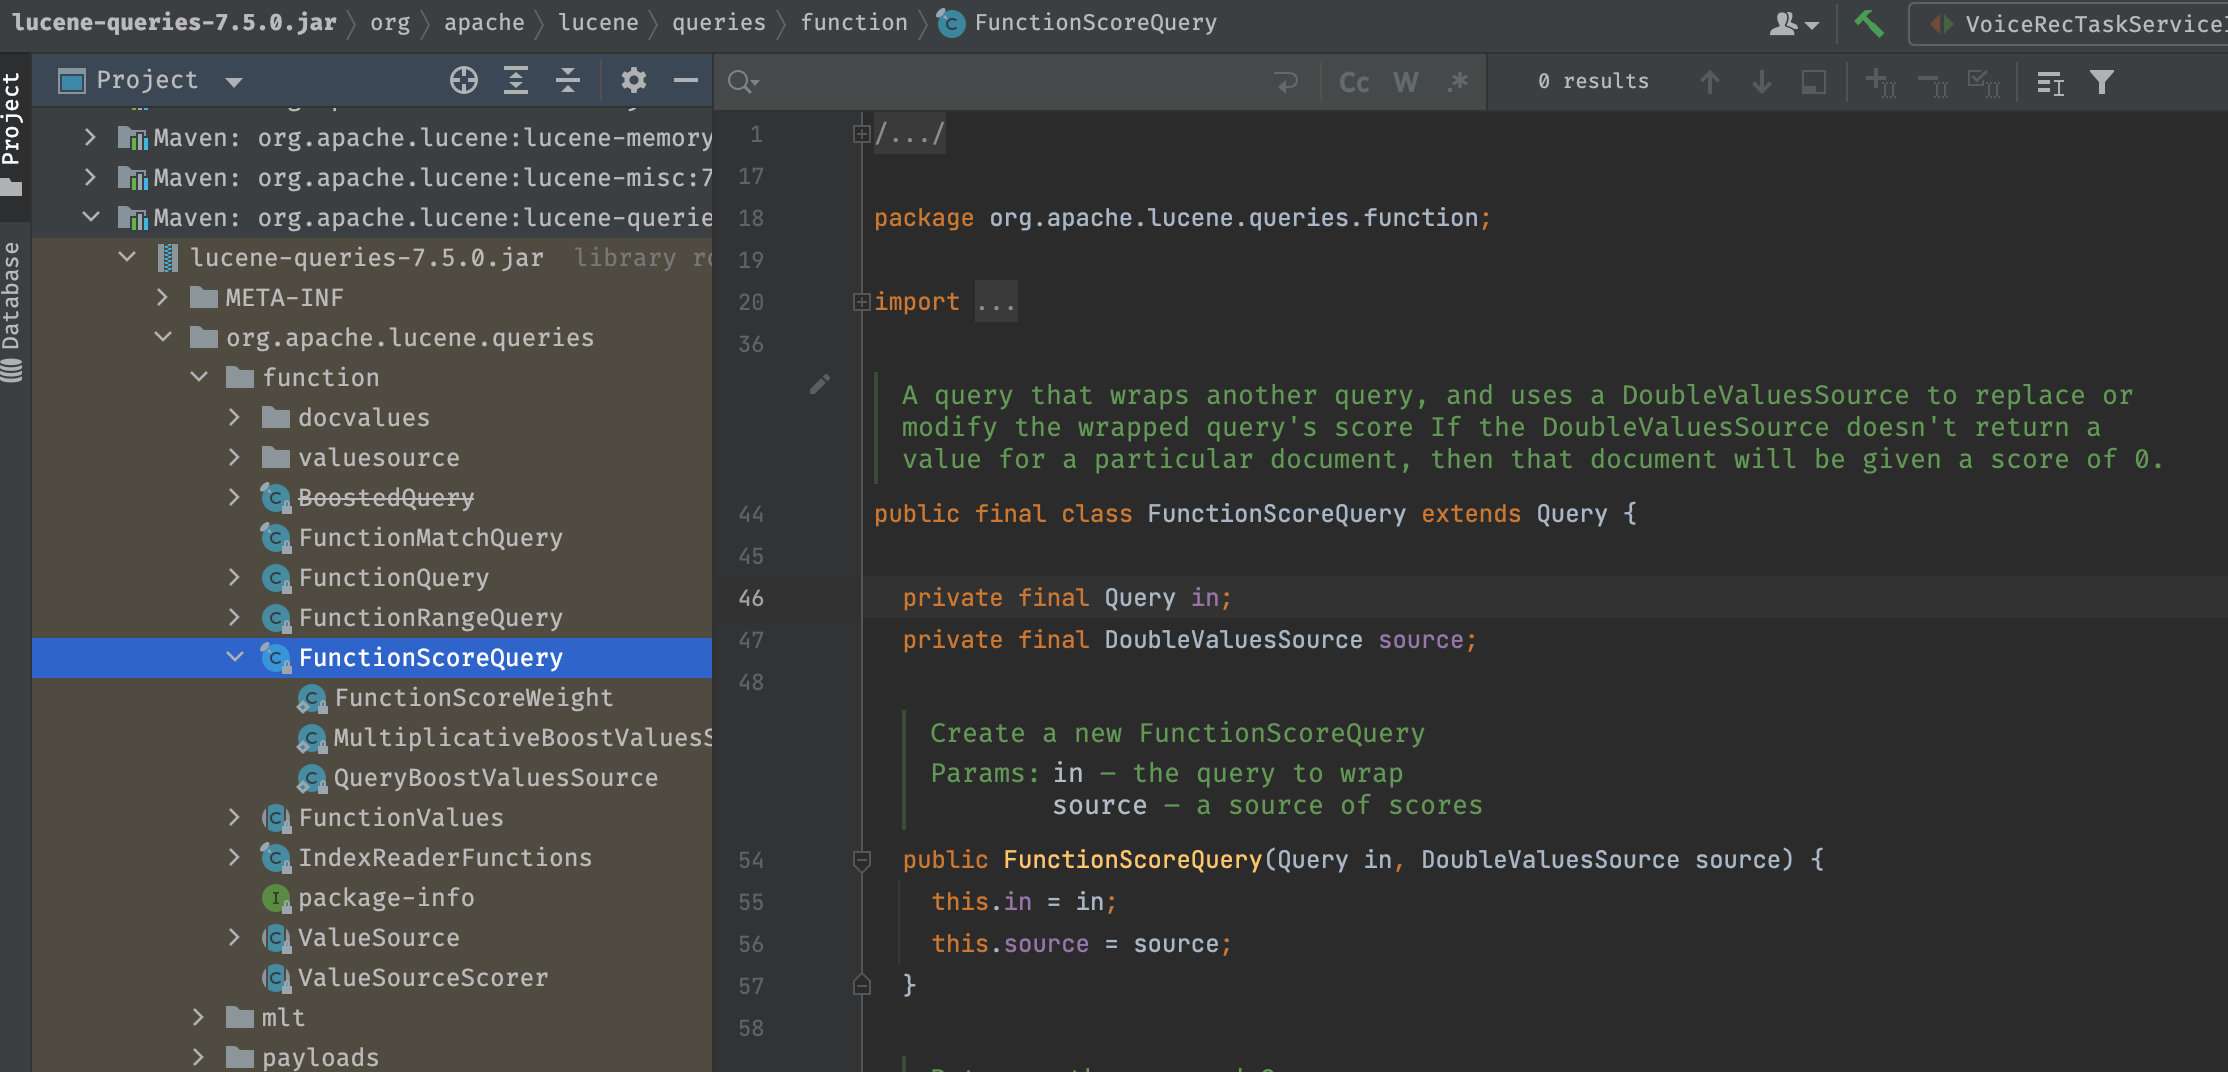 lucene-queries-7.5.0.jar org apache lucene queries function FunctionScoreQuery VoiceRecTaskService
Project
Cc W .* 0 results
Project
Database
Maven: org.apache.lucene:lucene-memory
Maven: org.apache.lucene:lucene-misc:7
Maven: org.apache.lucene:lucene-querie
lucene-queries-7.5.0.jar library ro
META-INF
org.apache.lucene.queries
function
docvalues
valuesource
BoostedQuery
FunctionMatchQuery
FunctionQuery
FunctionRangeQuery
FunctionScoreQuery
FunctionScoreWeight
MultiplicativeBoostValuesS
QueryBoostValuesSource
FunctionValues
IndexReaderFunctions
package-info
ValueSource
ValueSourceScorer
mlt
payloads
1 /.../
17
18 package org.apache.lucene.queries.function;
19
20 import ...
36
A query that wraps another query, and uses a DoubleValuesSource to replace or
modify the wrapped query's score If the DoubleValuesSource doesn't return a
value for a particular document, then that document will be given a score of 0.
44 public final class FunctionScoreQuery extends Query {
45
46 private final Query in;
47 private final DoubleValuesSource source;
48
Create a new FunctionScoreQuery
Params: in – the query to wrap
source – a source of scores
54 public FunctionScoreQuery(Query in, DoubleValuesSource source) {
55 this.in = in;
56 this.source = source;
57 }
58